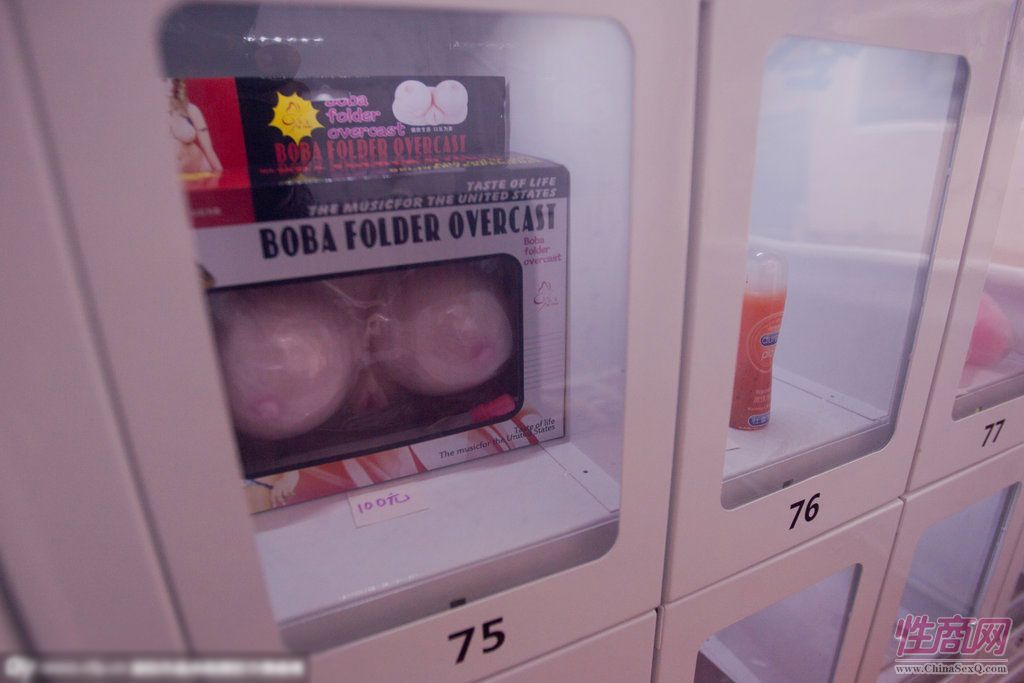 Boba
folder
overcast
BOBA FOLDER OVERCAST
TASTE OF LIFE
THE MUSICFOR THE UNITED STATES
BOBA FOLDER OVERCAST
Boba
folder
overcast
Taste of life
The musicfor the United States
100元
75
76
77
性商网
www.ChinaSexQ.com